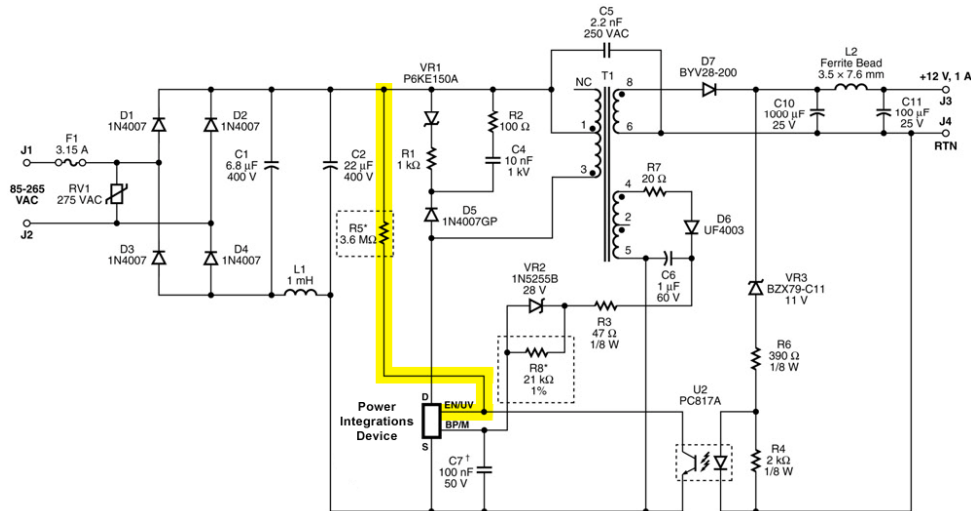 C5
2.2 nF
250 VAC
VR1
P6KE150A
D7
BYV28-200
L2
Ferrite Bead
3.5 × 7.6 mm
+12 V, 1 A
J3
J4
RTN
NC
T1
8
6
1
3
4
2
5
D1
1N4007
D2
1N4007
R2
100 Ω
C10
1000 µF
25 V
C11
100 µF
25 V
F1
3.15 A
J1
C1
6.8 µF
400 V
C2
22 µF
400 V
R1
1 kΩ
C4
10 nF
1 kV
85-265
VAC
RV1
275 VAC
J2
R7
20 Ω
D5
1N4007GP
D6
UF4003
R5*
3.6 MΩ
D3
1N4007
D4
1N4007
L1
1 mH
VR2
1N5255B
28 V
C6
1 µF
60 V
VR3
BZX79-C11
11 V
R3
47 Ω
1/8 W
R8*
21 kΩ
1%
R6
390 Ω
1/8 W
U2
PC817A
Power
Integrations
Device
D
EN/UV
BP/M
S
C7 †
100 nF
50 V
R4
2 kΩ
1/8 W